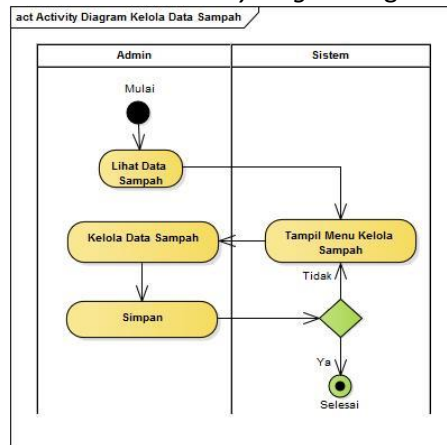 act Activity Diagram Kelola Data Sampah
Admin
Sistem
Mulai
Lihat Data
Sampah
Kelola Data Sampah
Tampil Menu Kelola
Sampah
Tidak
Simpan
Ya
Selesai